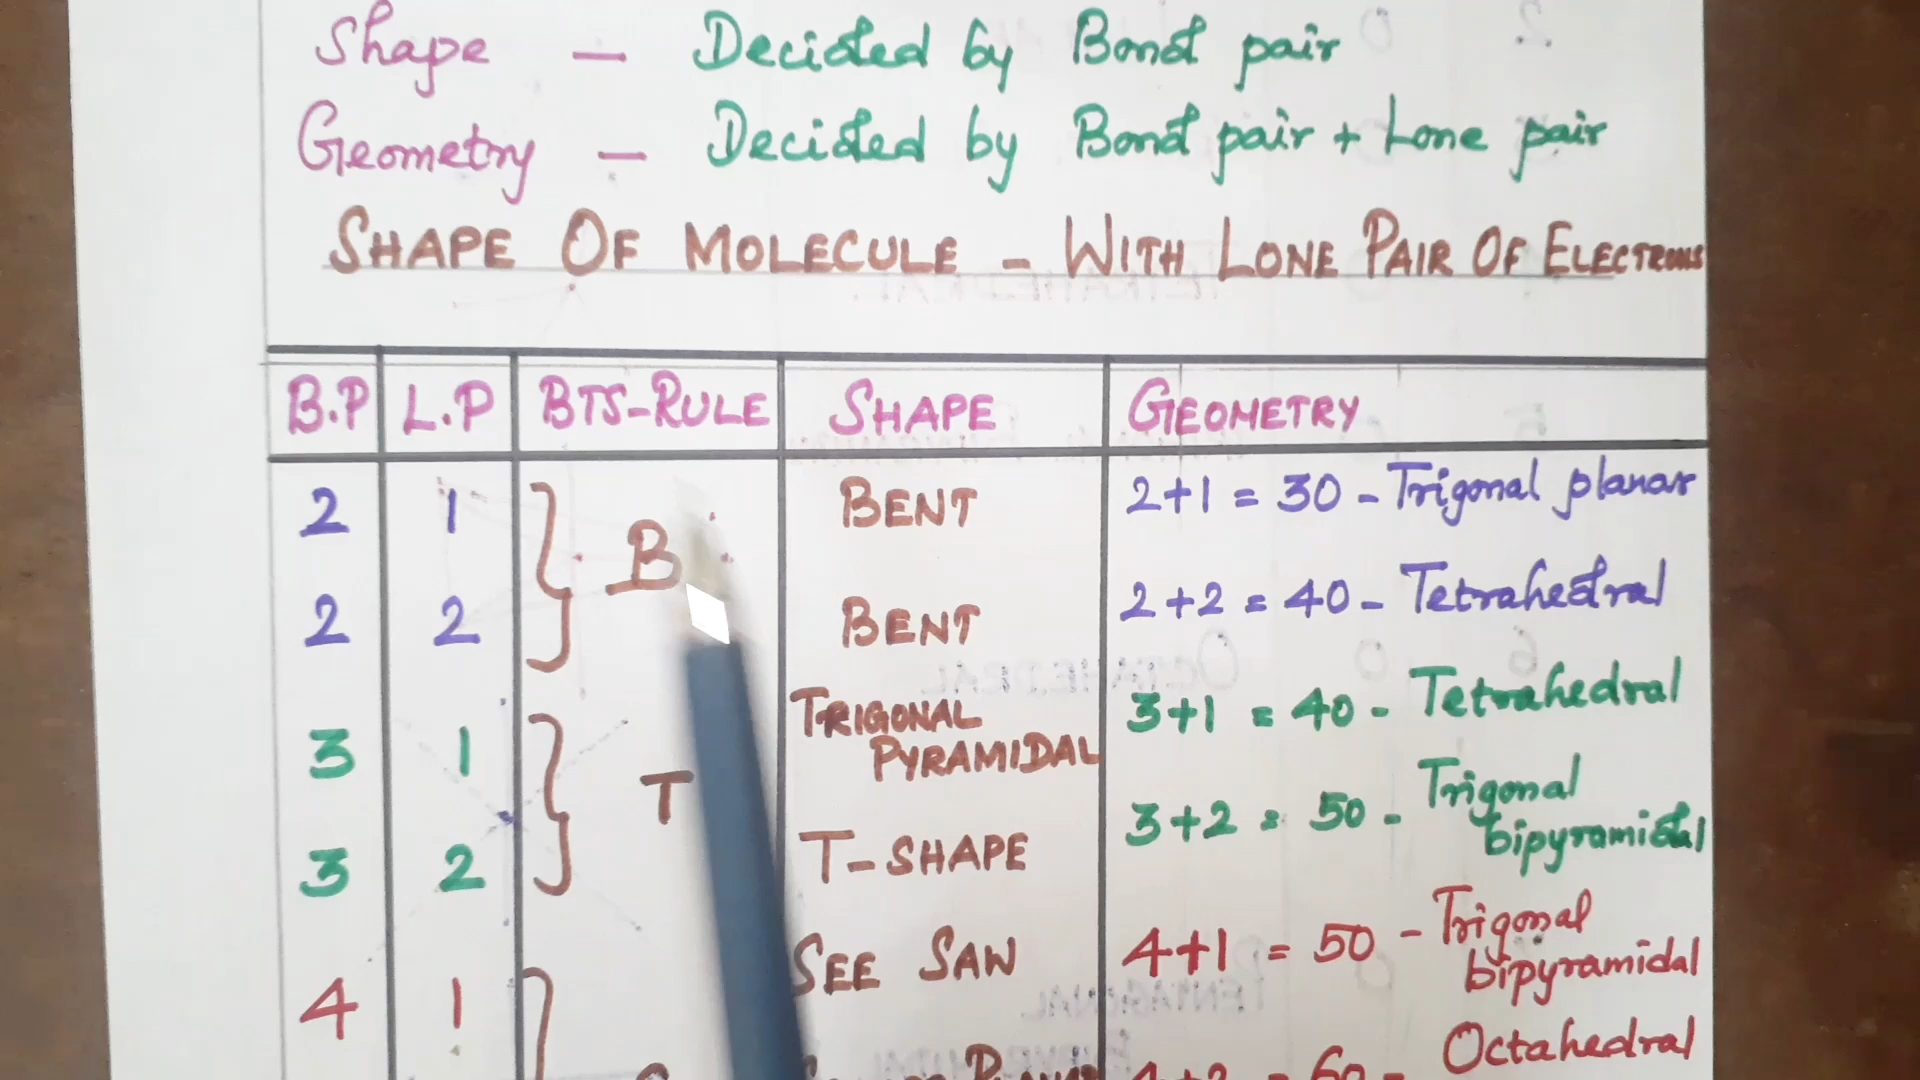 Shape - Decided by Bond pair
Geometry - Decided by Bond pair + Lone pair
SHAPE OF MOLECULE - WITH LONE PAIR OF ELECTRONS
B.P L.P BTS-RULE SHAPE GEOMETRY
2 1 BENT 2+1 = 30 - Trigonal planar
B
2 2 BENT 2+2 = 40 - Tetrahedral
3 1 TRIGONAL PYRAMIDAL 3+1 = 40 - Tetrahedral
T
3 2 T-SHAPE 3+2 = 50 - Trigonal bipyramidal
4 1 SEE SAW 4+1 = 50 - Trigonal bipyramidal
4+2 = 60 - Octahedral